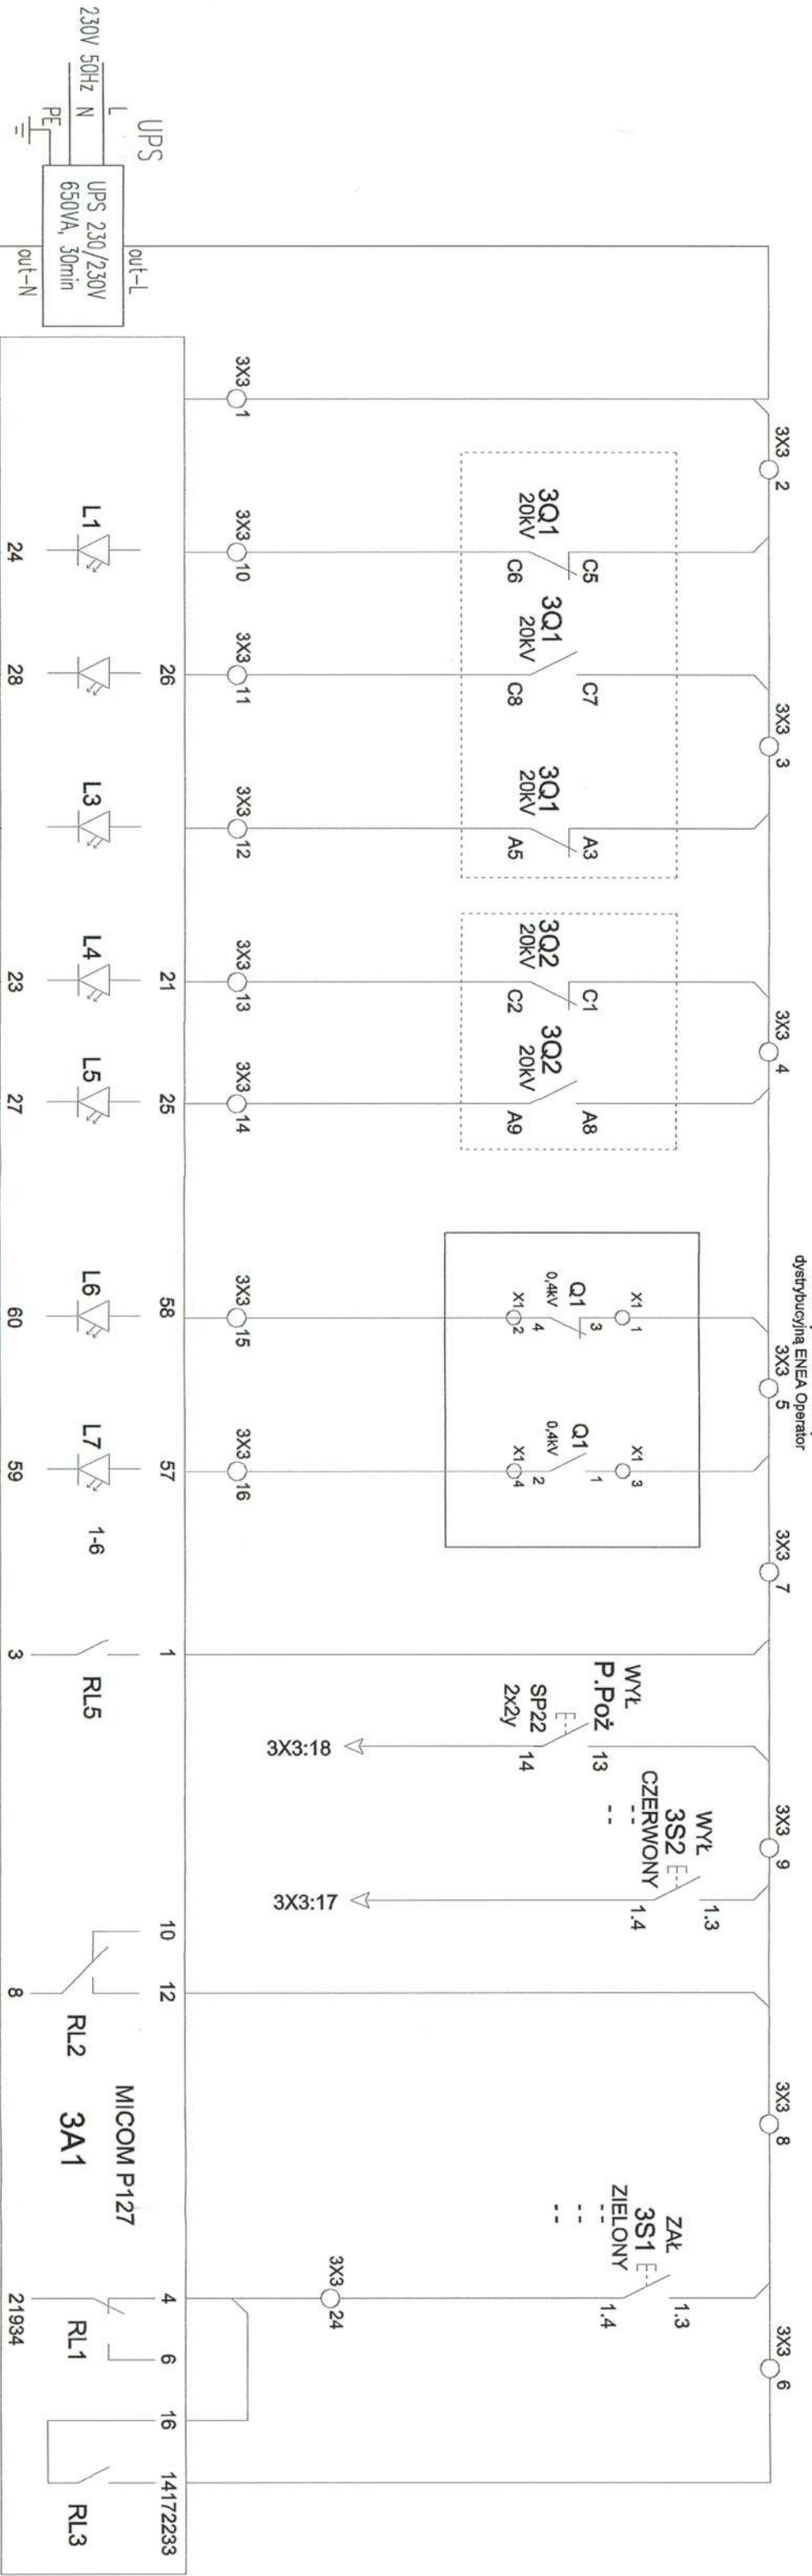 UPS
230V 50Hz
L
N
PE
UPS 230/230V
650VA, 30min
out-L
out-N
dystrybucyjną ENEA Operator
3X3
2
3X3
3
3X3
4
3X3
5
3X3
7
3X3
9
3X3
8
3X3
6
3Q1
20kV
C5
C6
3Q1
20kV
C7
C8
3Q1
20kV
A3
A5
3Q2
20kV
C1
C2
3Q2
20kV
A8
A9
X1
1
Q1
0,4kV
3
4
X1
2
X1
3
Q1
0,4kV
1
2
X1
4
WYŁ
P.Poż
SP22
2x2y
13
14
3X3:18
WYŁ
3S2
CZERWONY
--
--
1.3
1.4
3X3:17
ZAŁ
3S1
ZIELONY
--
--
--
1.3
1.4
3X3
1
3X3
10
3X3
11
3X3
12
3X3
13
3X3
14
3X3
15
3X3
16
3X3
24
26
21
25
58
57
1
10
12
4
6
16
14172233
L1
L3
L4
L5
L6
L7
1-6
RL5
RL2
MICOM P127
3A1
RL1
RL3
24
28
23
27
60
59
3
8
21934